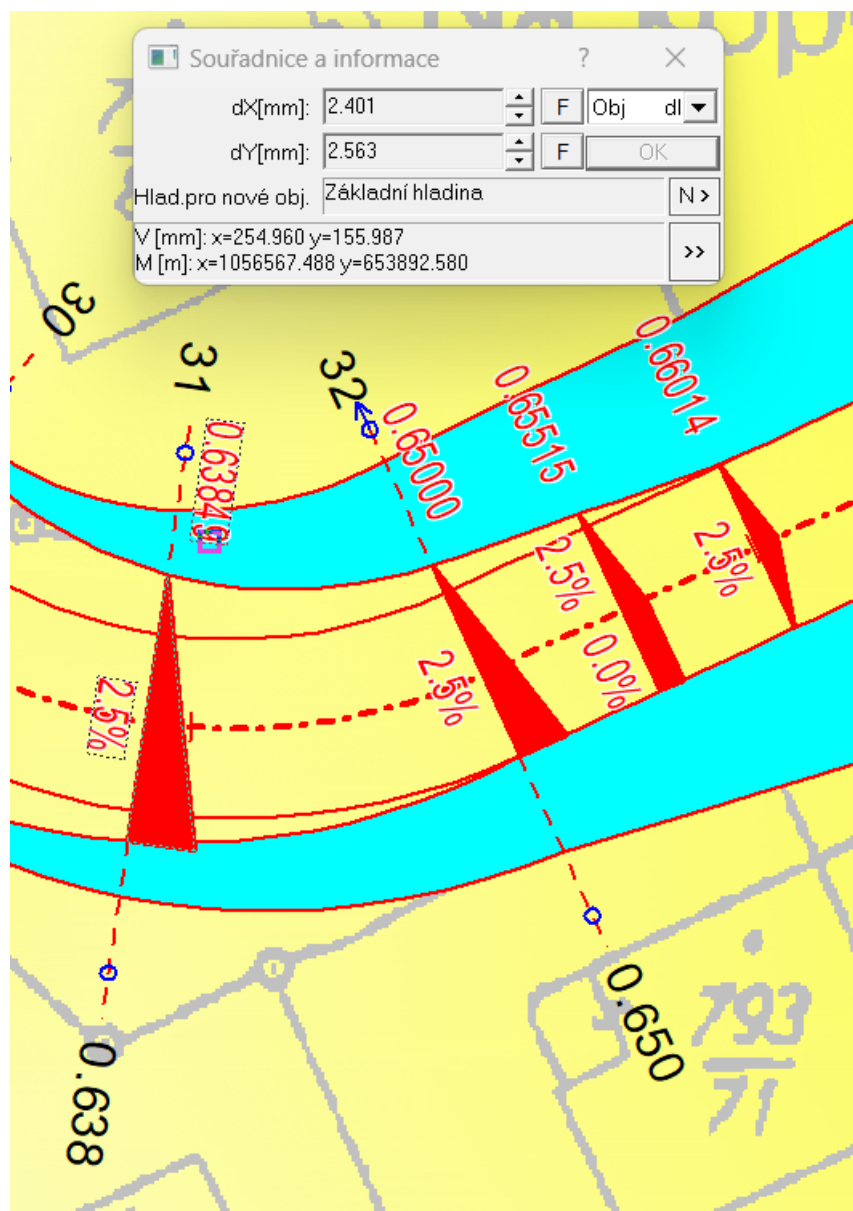 Souřadnice a informace ?
dX[mm]: 2.401 F Obj dl
dY[mm]: 2.563 F OK
Hlad.pro nové obj. Základní hladina N >
V [mm]: x=254.960 y=155.987
M [m]: x=1056567.488 y=653892.580
>>
30
31
32
0.63849
0.65000
0.65515
0.66014
2.5%
2.5%
2.5%
0.0%
2.5%
0.638
0.650
793
71